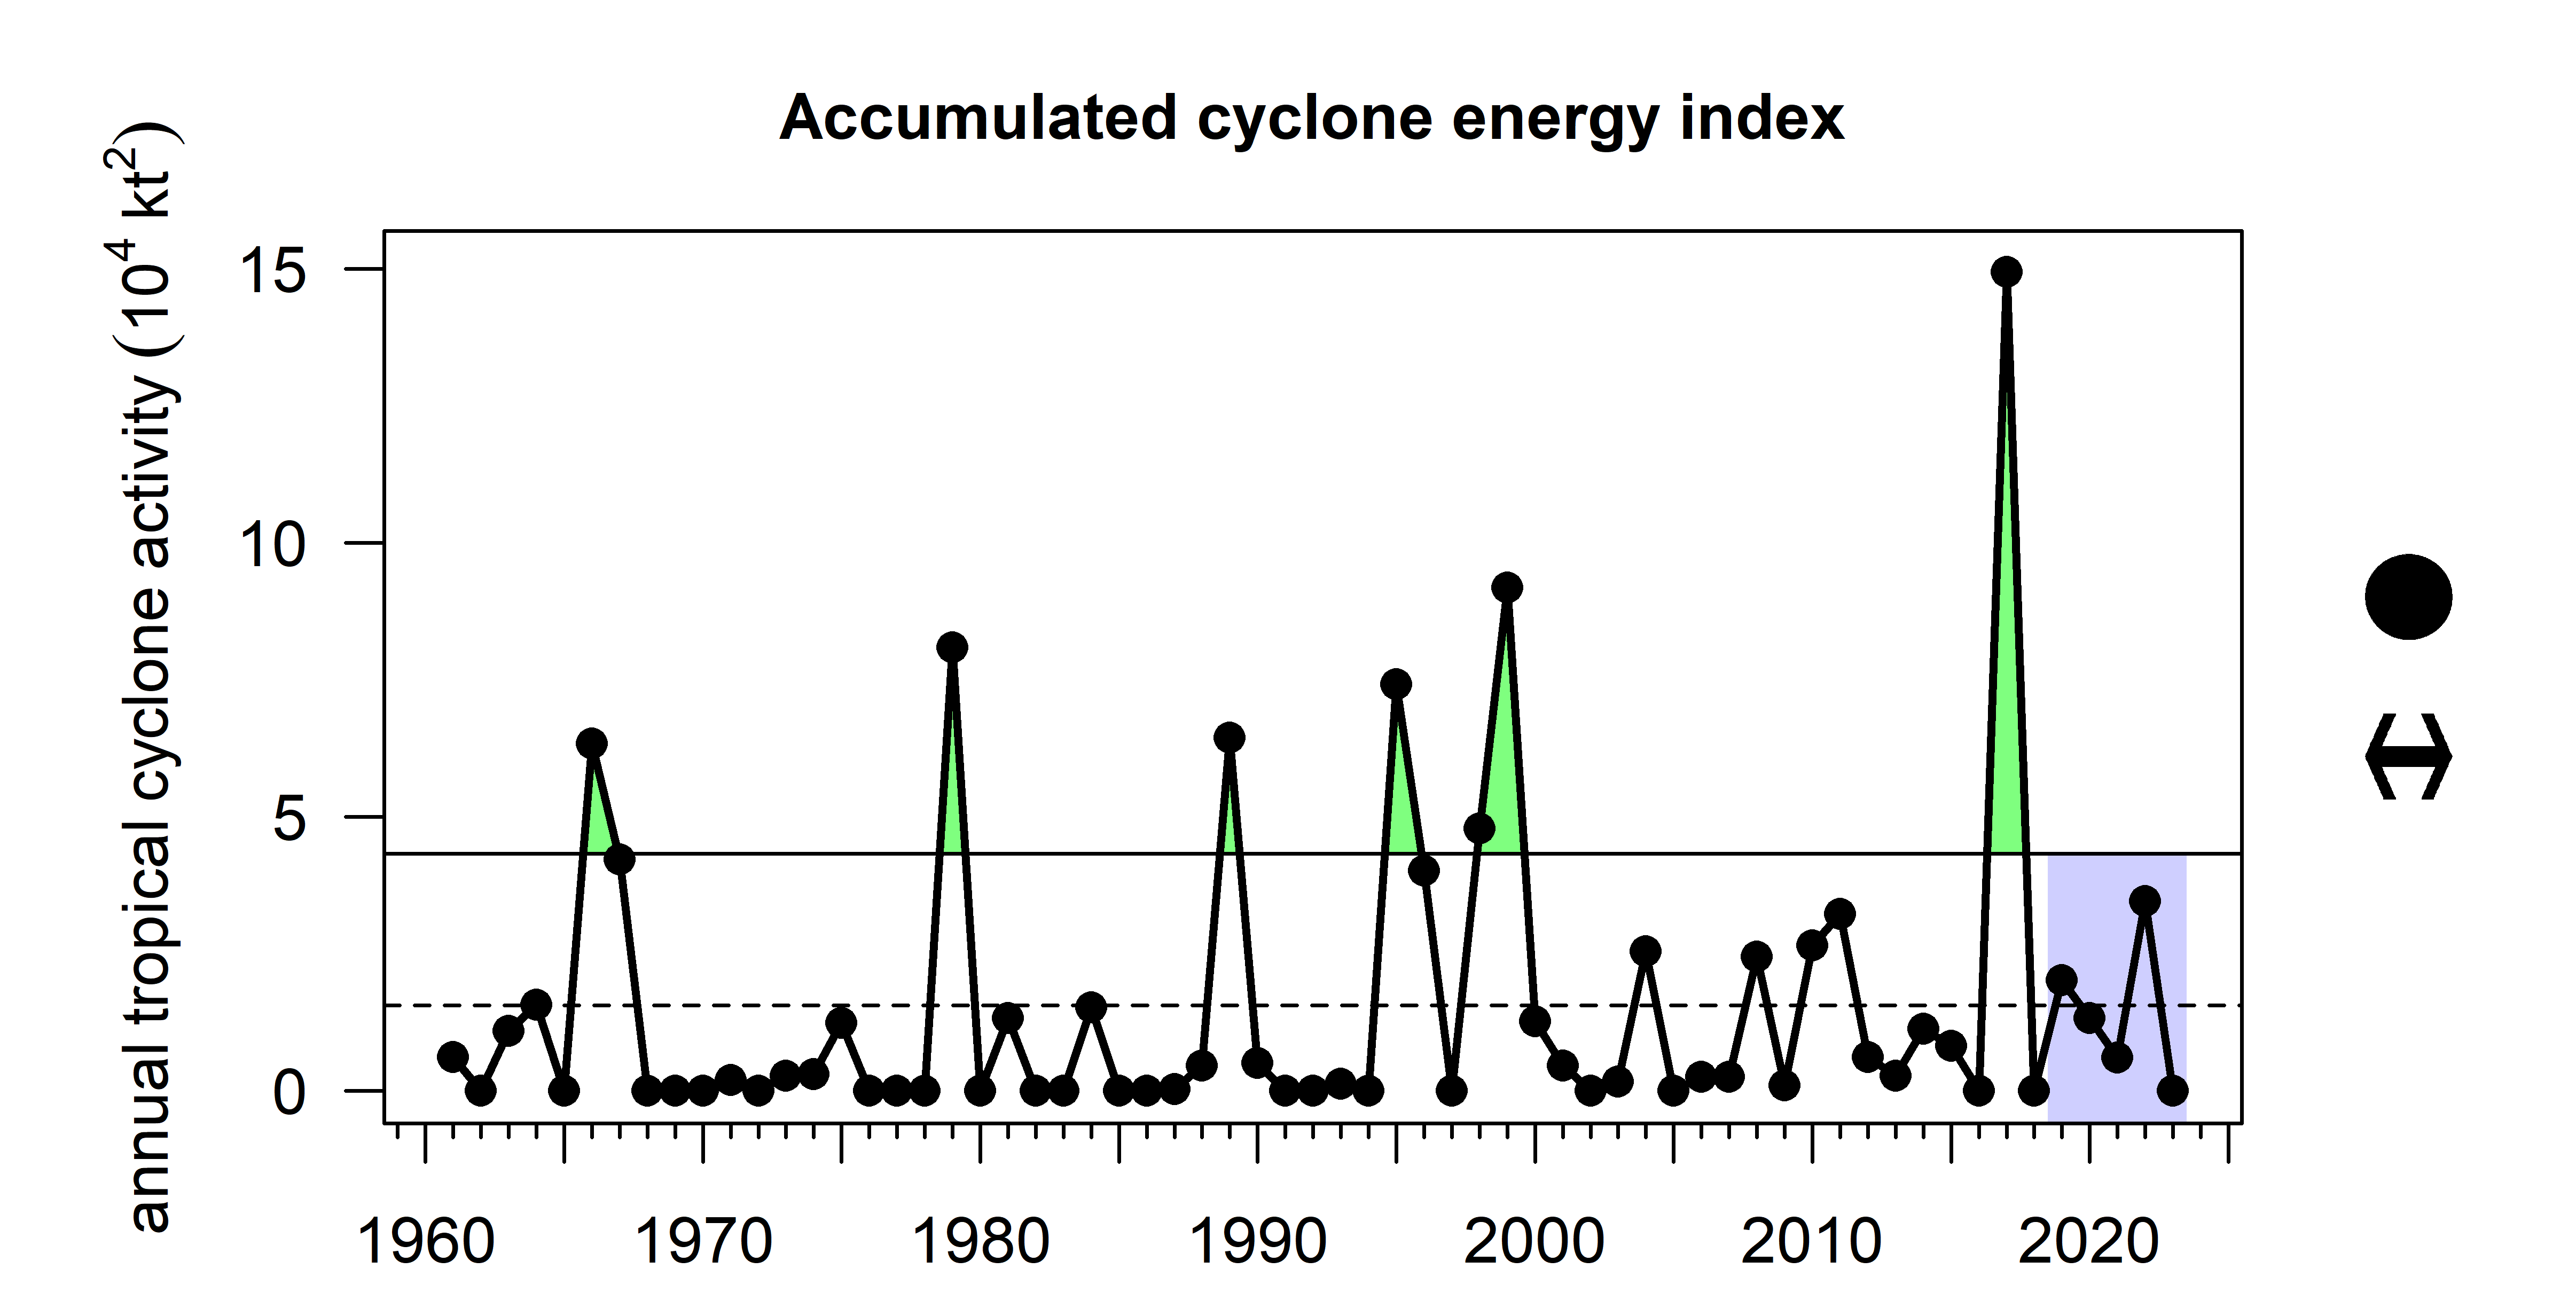 Accumulated cyclone energy index
annual tropical cyclone activity (10⁴ kt²)
15
10
5
0
1960 1970 1980 1990 2000 2010 2020